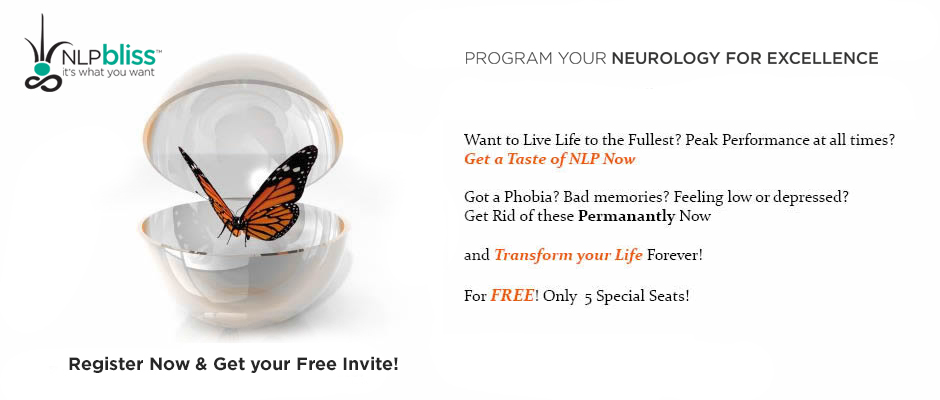 NLPbliss™
it's what you want
PROGRAM YOUR NEUROLOGY FOR EXCELLENCE
Want to Live Life to the Fullest? Peak Performance at all times?
Get a Taste of NLP Now
Got a Phobia? Bad memories? Feeling low or depressed?
Get Rid of these Permanantly Now
and Transform your Life Forever!
For FREE! Only 5 Special Seats!
Register Now & Get your Free Invite!